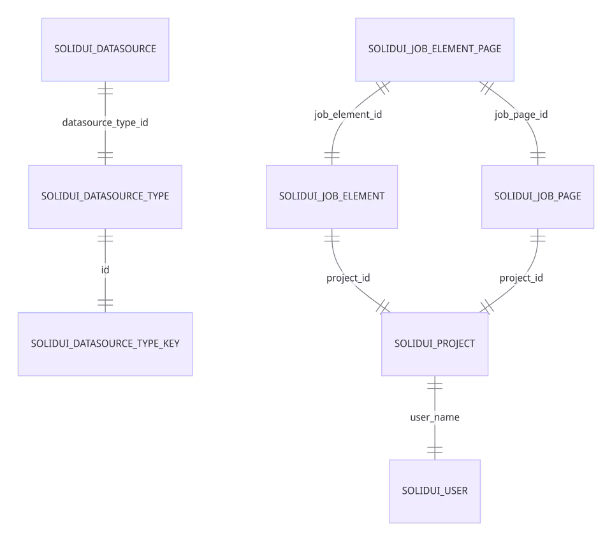 SOLIDUI_DATASOURCE
datasource_type_id
SOLIDUI_DATASOURCE_TYPE
id
SOLIDUI_DATASOURCE_TYPE_KEY
SOLIDUI_JOB_ELEMENT_PAGE
job_element_id
job_page_id
SOLIDUI_JOB_ELEMENT
SOLIDUI_JOB_PAGE
project_id
project_id
SOLIDUI_PROJECT
user_name
SOLIDUI_USER